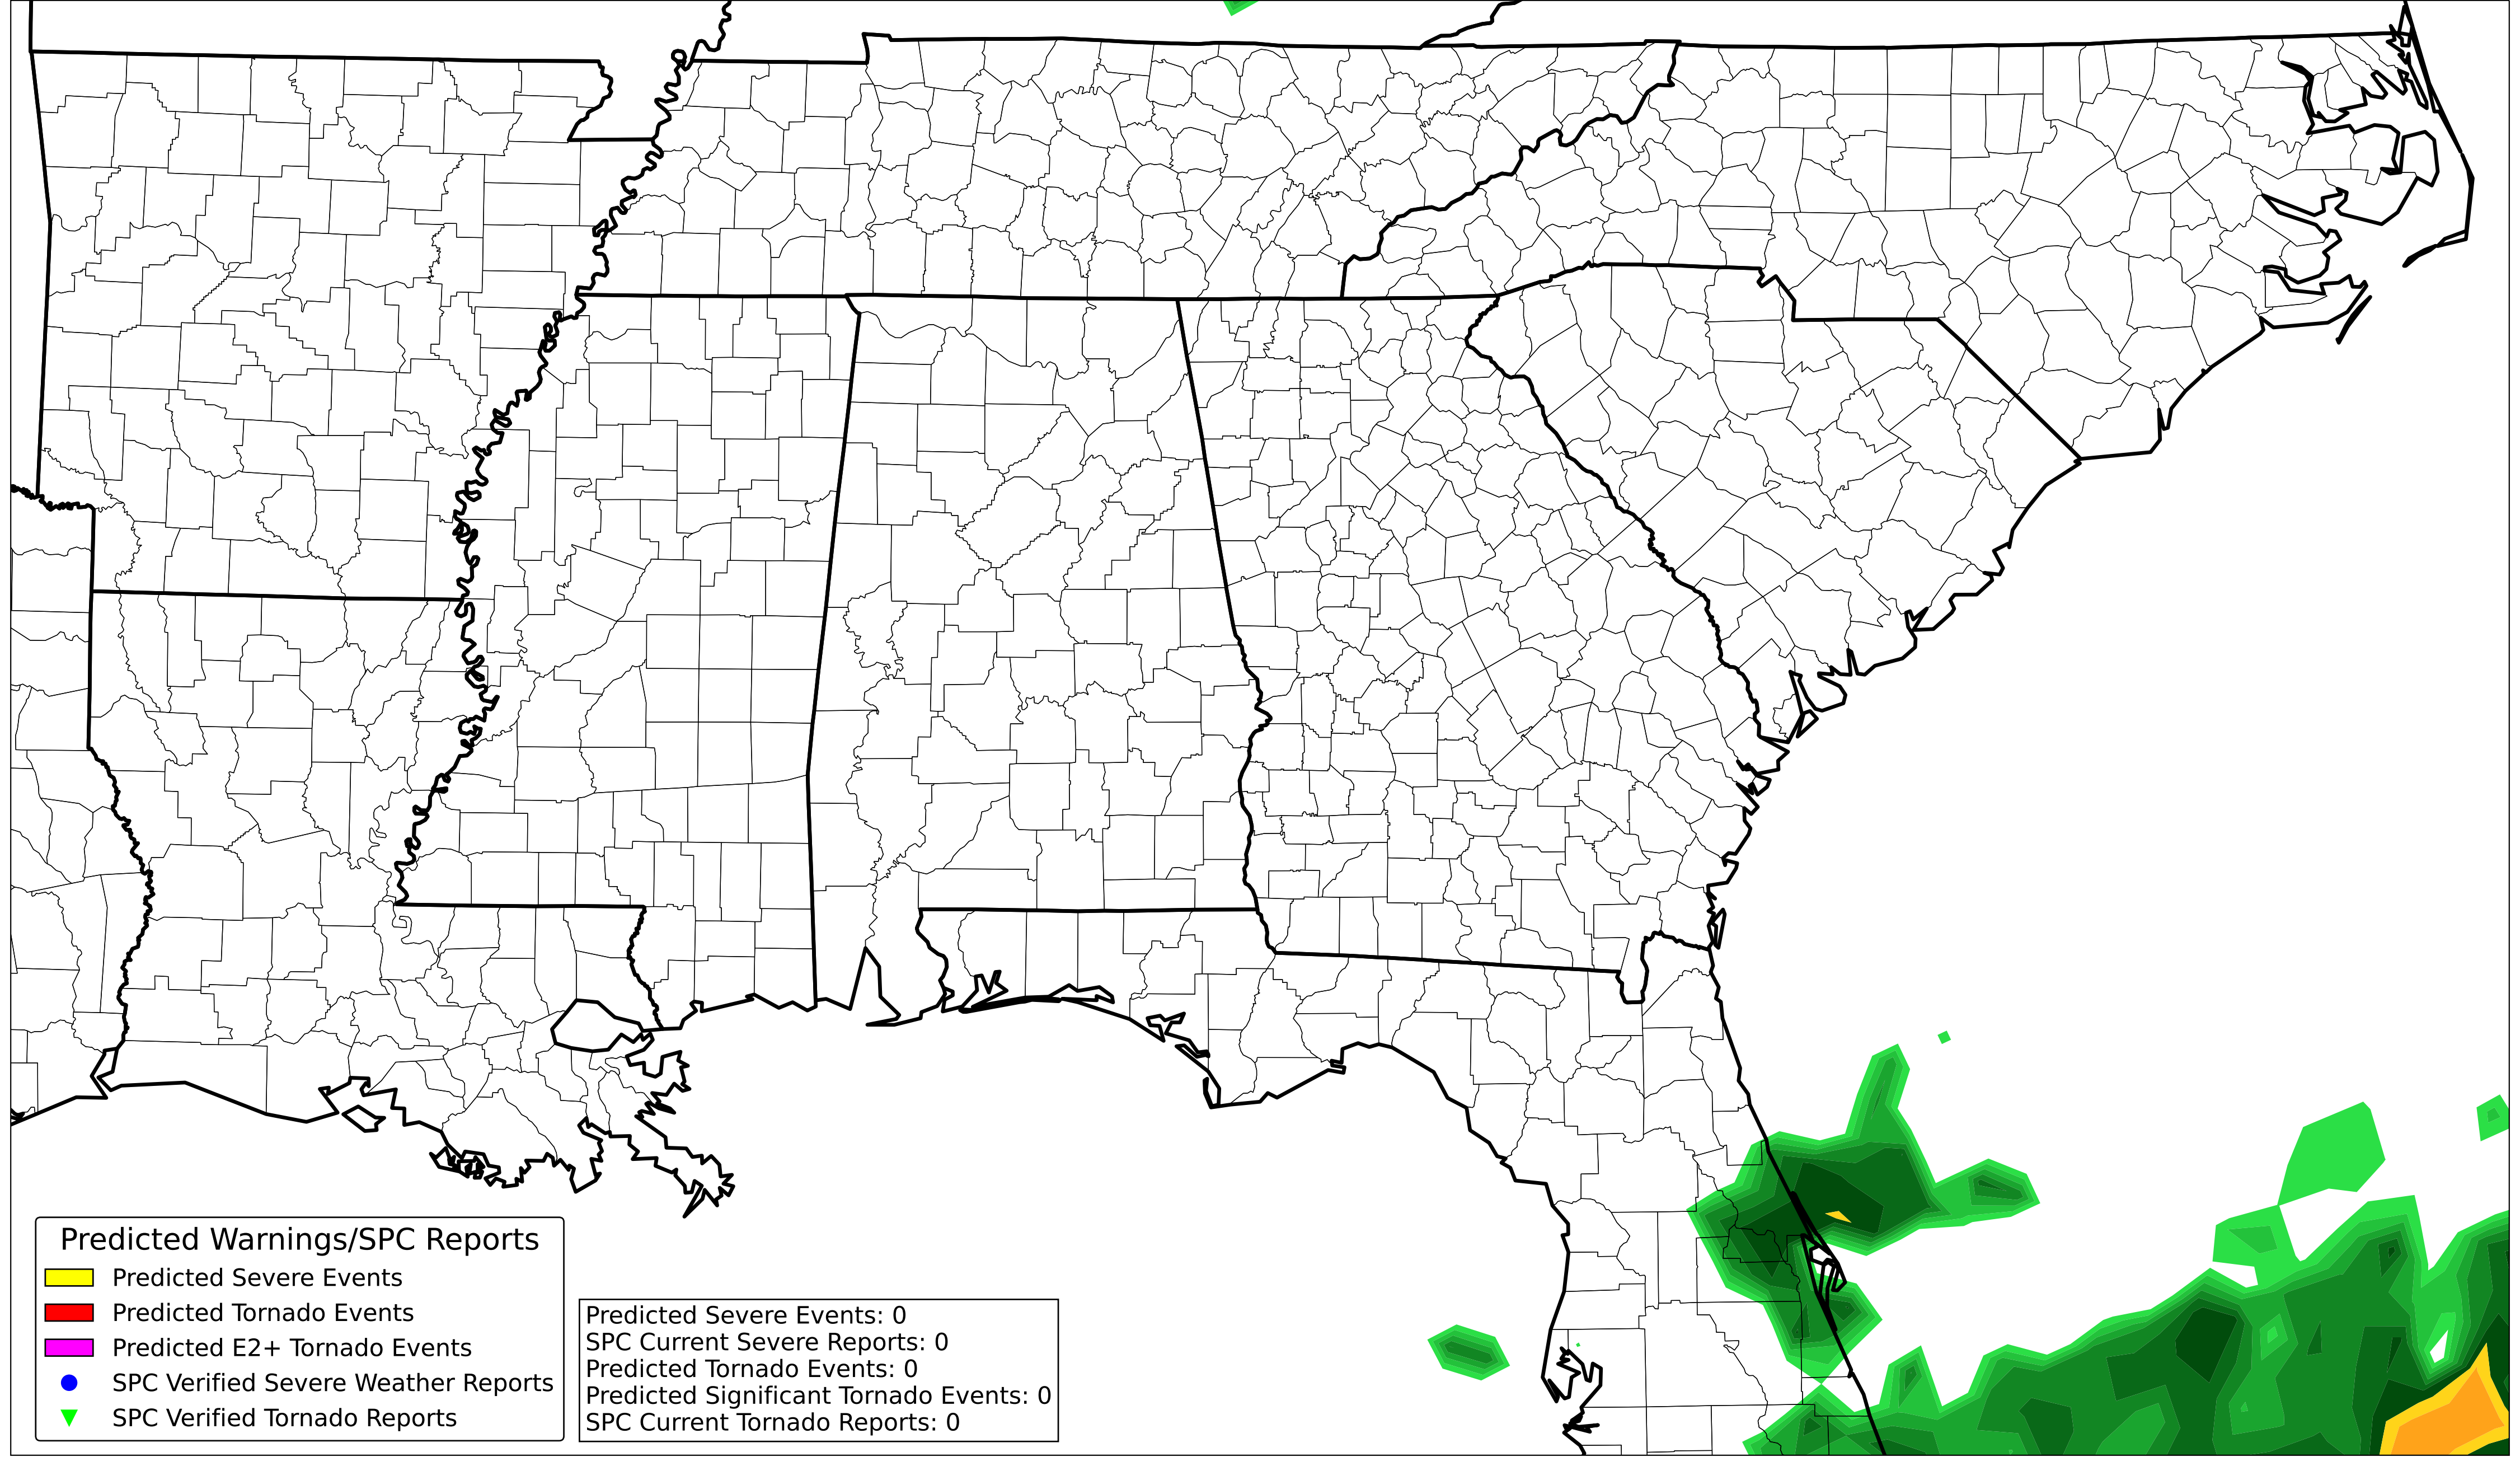 Predicted Warnings/SPC Reports
Predicted Severe Events
Predicted Tornado Events
Predicted E2+ Tornado Events
SPC Verified Severe Weather Reports
SPC Verified Tornado Reports
Predicted Severe Events: 0
SPC Current Severe Reports: 0
Predicted Tornado Events: 0
Predicted Significant Tornado Events: 0
SPC Current Tornado Reports: 0